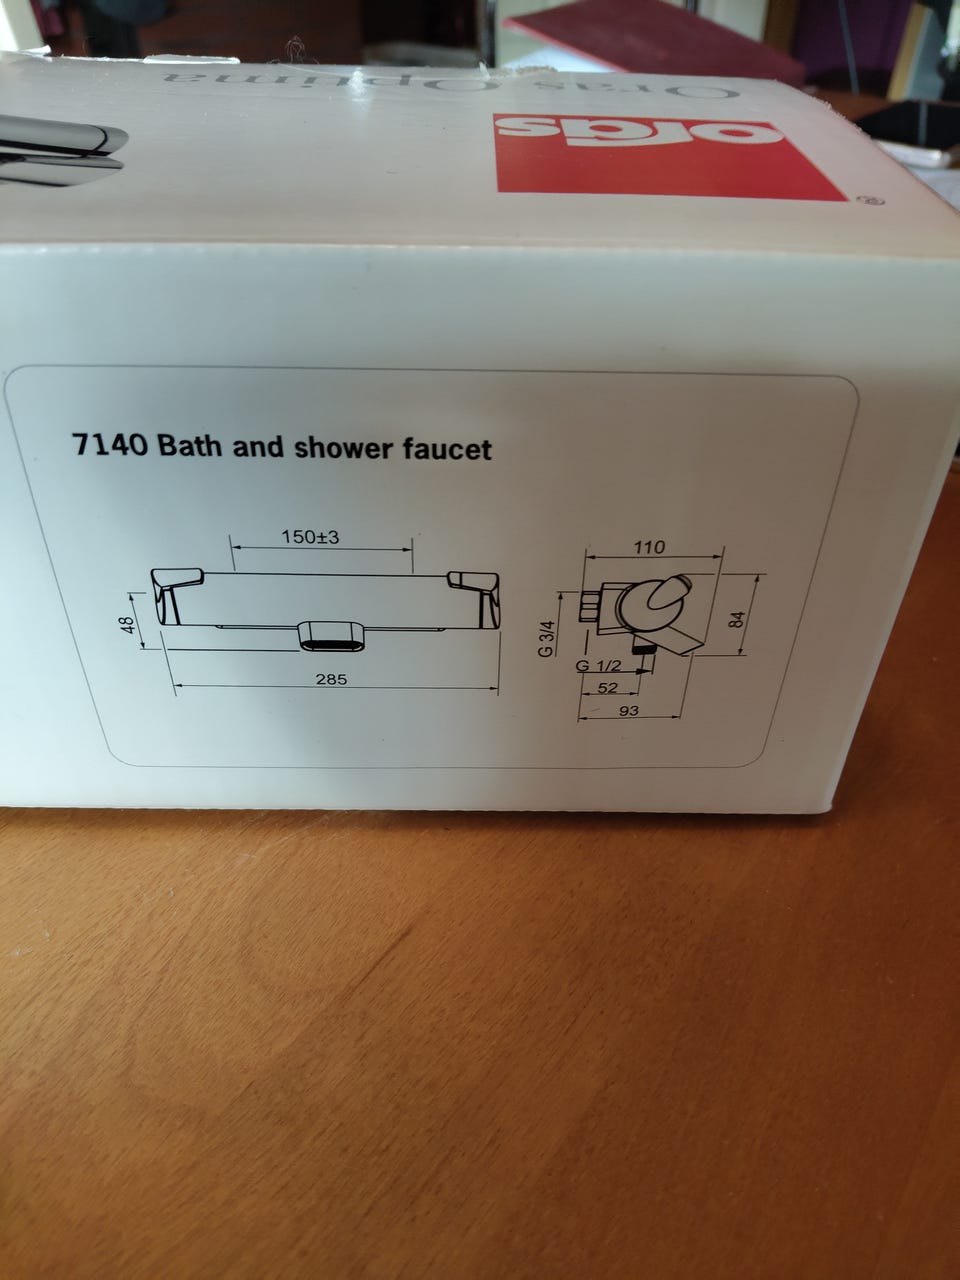 Oras Optima
oras
®
7140 Bath and shower faucet
150±3
48
285
110
G 3/4
84
G 1/2
52
93